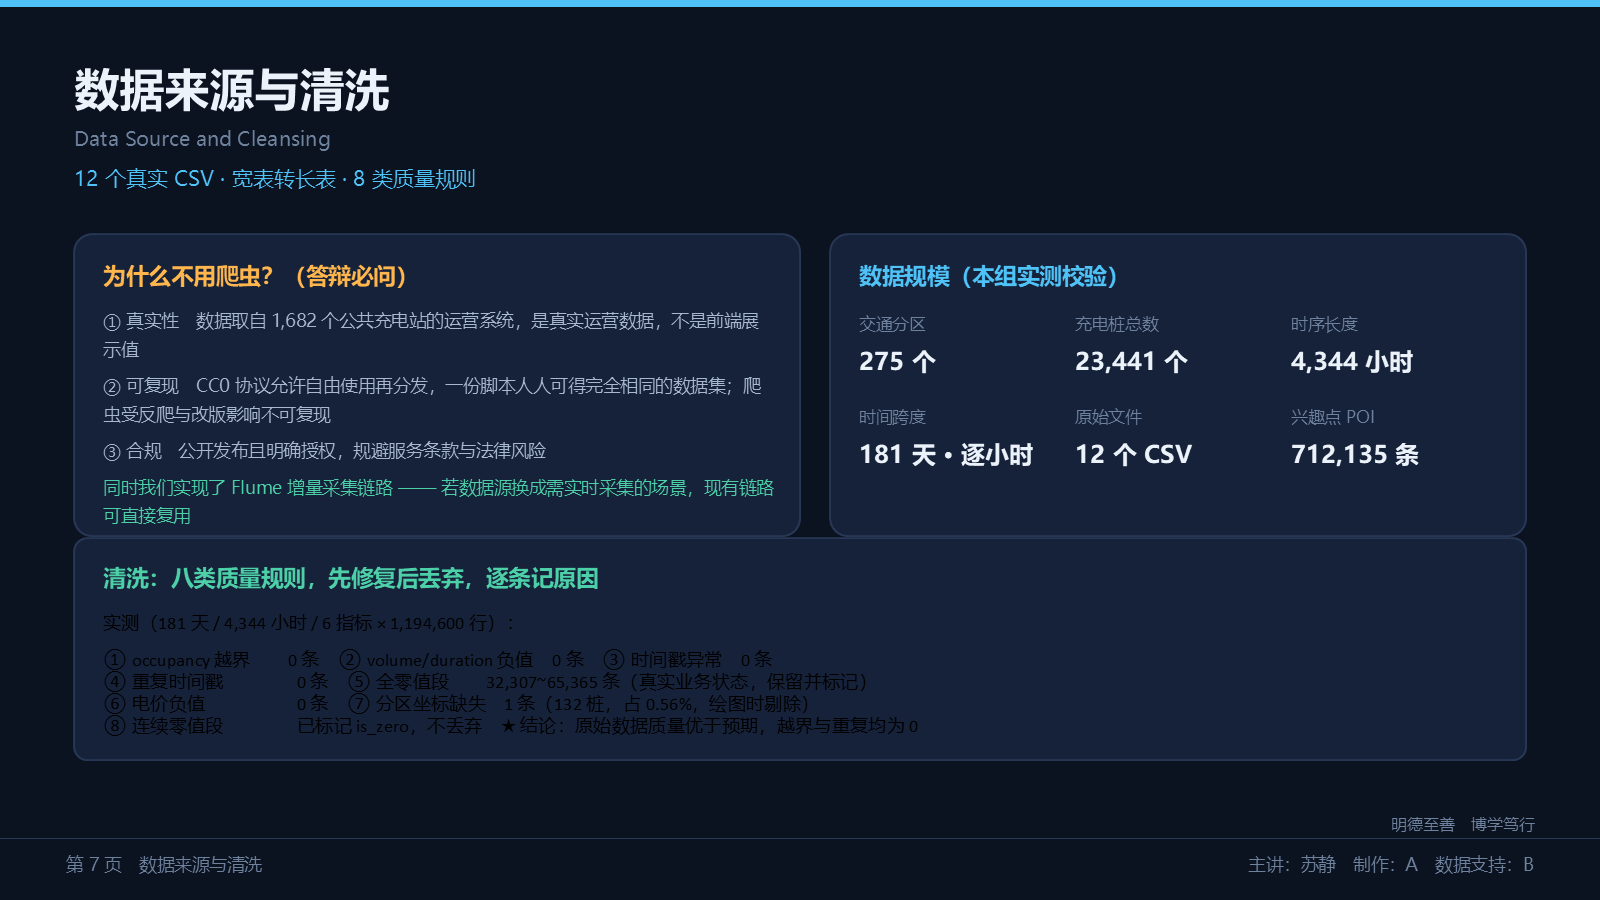 数据来源与清洗
Data Source and Cleansing
12 个真实 CSV · 宽表转长表 · 8 类质量规则
为什么不用爬虫？（答辩必问）
① 真实性　数据取自 1,682 个公共充电站的运营系统，是真实运营数据，不是前端展
示值
② 可复现　CC0 协议允许自由使用再分发，一份脚本人人可得完全相同的数据集；爬
虫受反爬与改版影响不可复现
③ 合规　公开发布且明确授权，规避服务条款与法律风险
同时我们实现了 Flume 增量采集链路 —— 若数据源换成需实时采集的场景，现有链路
可直接复用
数据规模（本组实测校验）
交通分区
275 个
充电桩总数
23,441 个
时序长度
4,344 小时
时间跨度
181 天 • 逐小时
原始文件
12 个 CSV
兴趣点 POI
712,135 条
清洗：八类质量规则，先修复后丢弃，逐条记原因
实测（181 天 / 4,344 小时 / 6 指标 × 1,194,600 行）：
① occupancy 越界　　0 条　② volume/duration 负值　0 条　③ 时间戳异常　0 条
④ 重复时间戳　　　　0 条　⑤ 全零值段　　32,307~65,365 条（真实业务状态，保留并标记）
⑥ 电价负值　　　　　0 条　⑦ 分区坐标缺失　1 条（132 桩，占 0.56%，绘图时剔除）
⑧ 连续零值段　　　　已标记 is_zero，不丢弃　★ 结论：原始数据质量优于预期，越界与重复均为 0
明德至善　博学笃行
第 7 页　数据来源与清洗
主讲：苏静　制作：A　数据支持：B